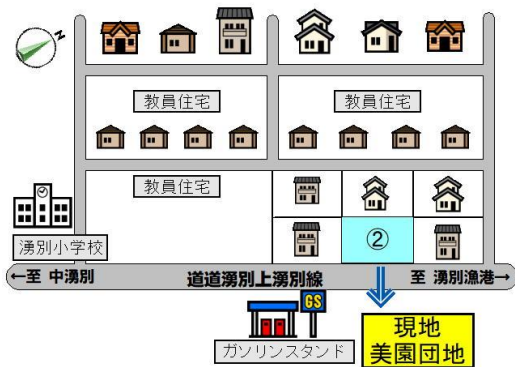 N
教員住宅
教員住宅
教員住宅
②
湧別小学校
←至 中湧別
道道湧別上湧別線
至 湧別漁港→
GS
ガソリンスタンド
現地
美園団地